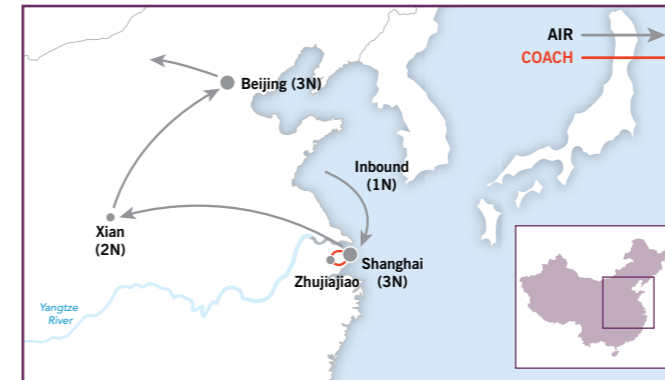 AIR
COACH
Beijing (3N)
Inbound
(1N)
Xian
(2N)
Shanghai
(3N)
Zhujiajiao
Yangtze
River